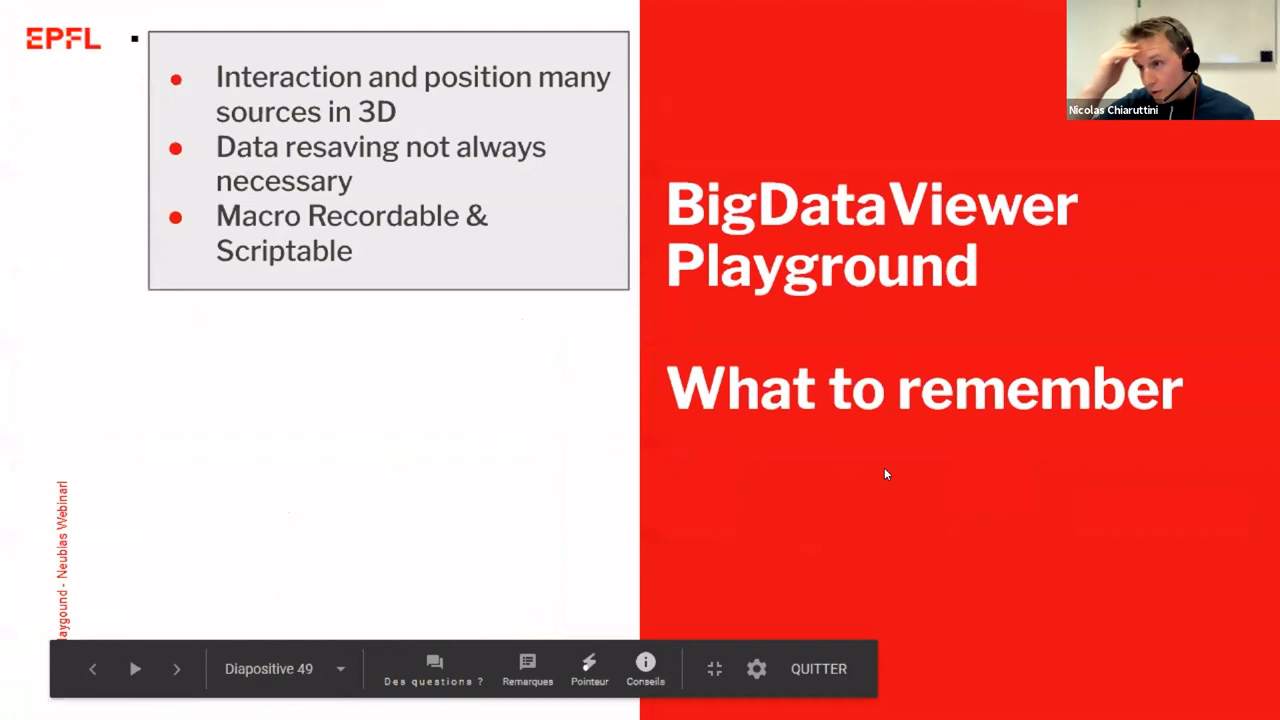 EPFL
Interaction and position many
sources in 3D
Data resaving not always
necessary
Macro Recordable &
Scriptable
BigDataViewer
Playground
What to remember
Nicolas Chiaruttini
aygound - Neubias Webinarl
Diapositive 49
Des questions ?
Remarques
Pointeur
Conseils
QUITTER